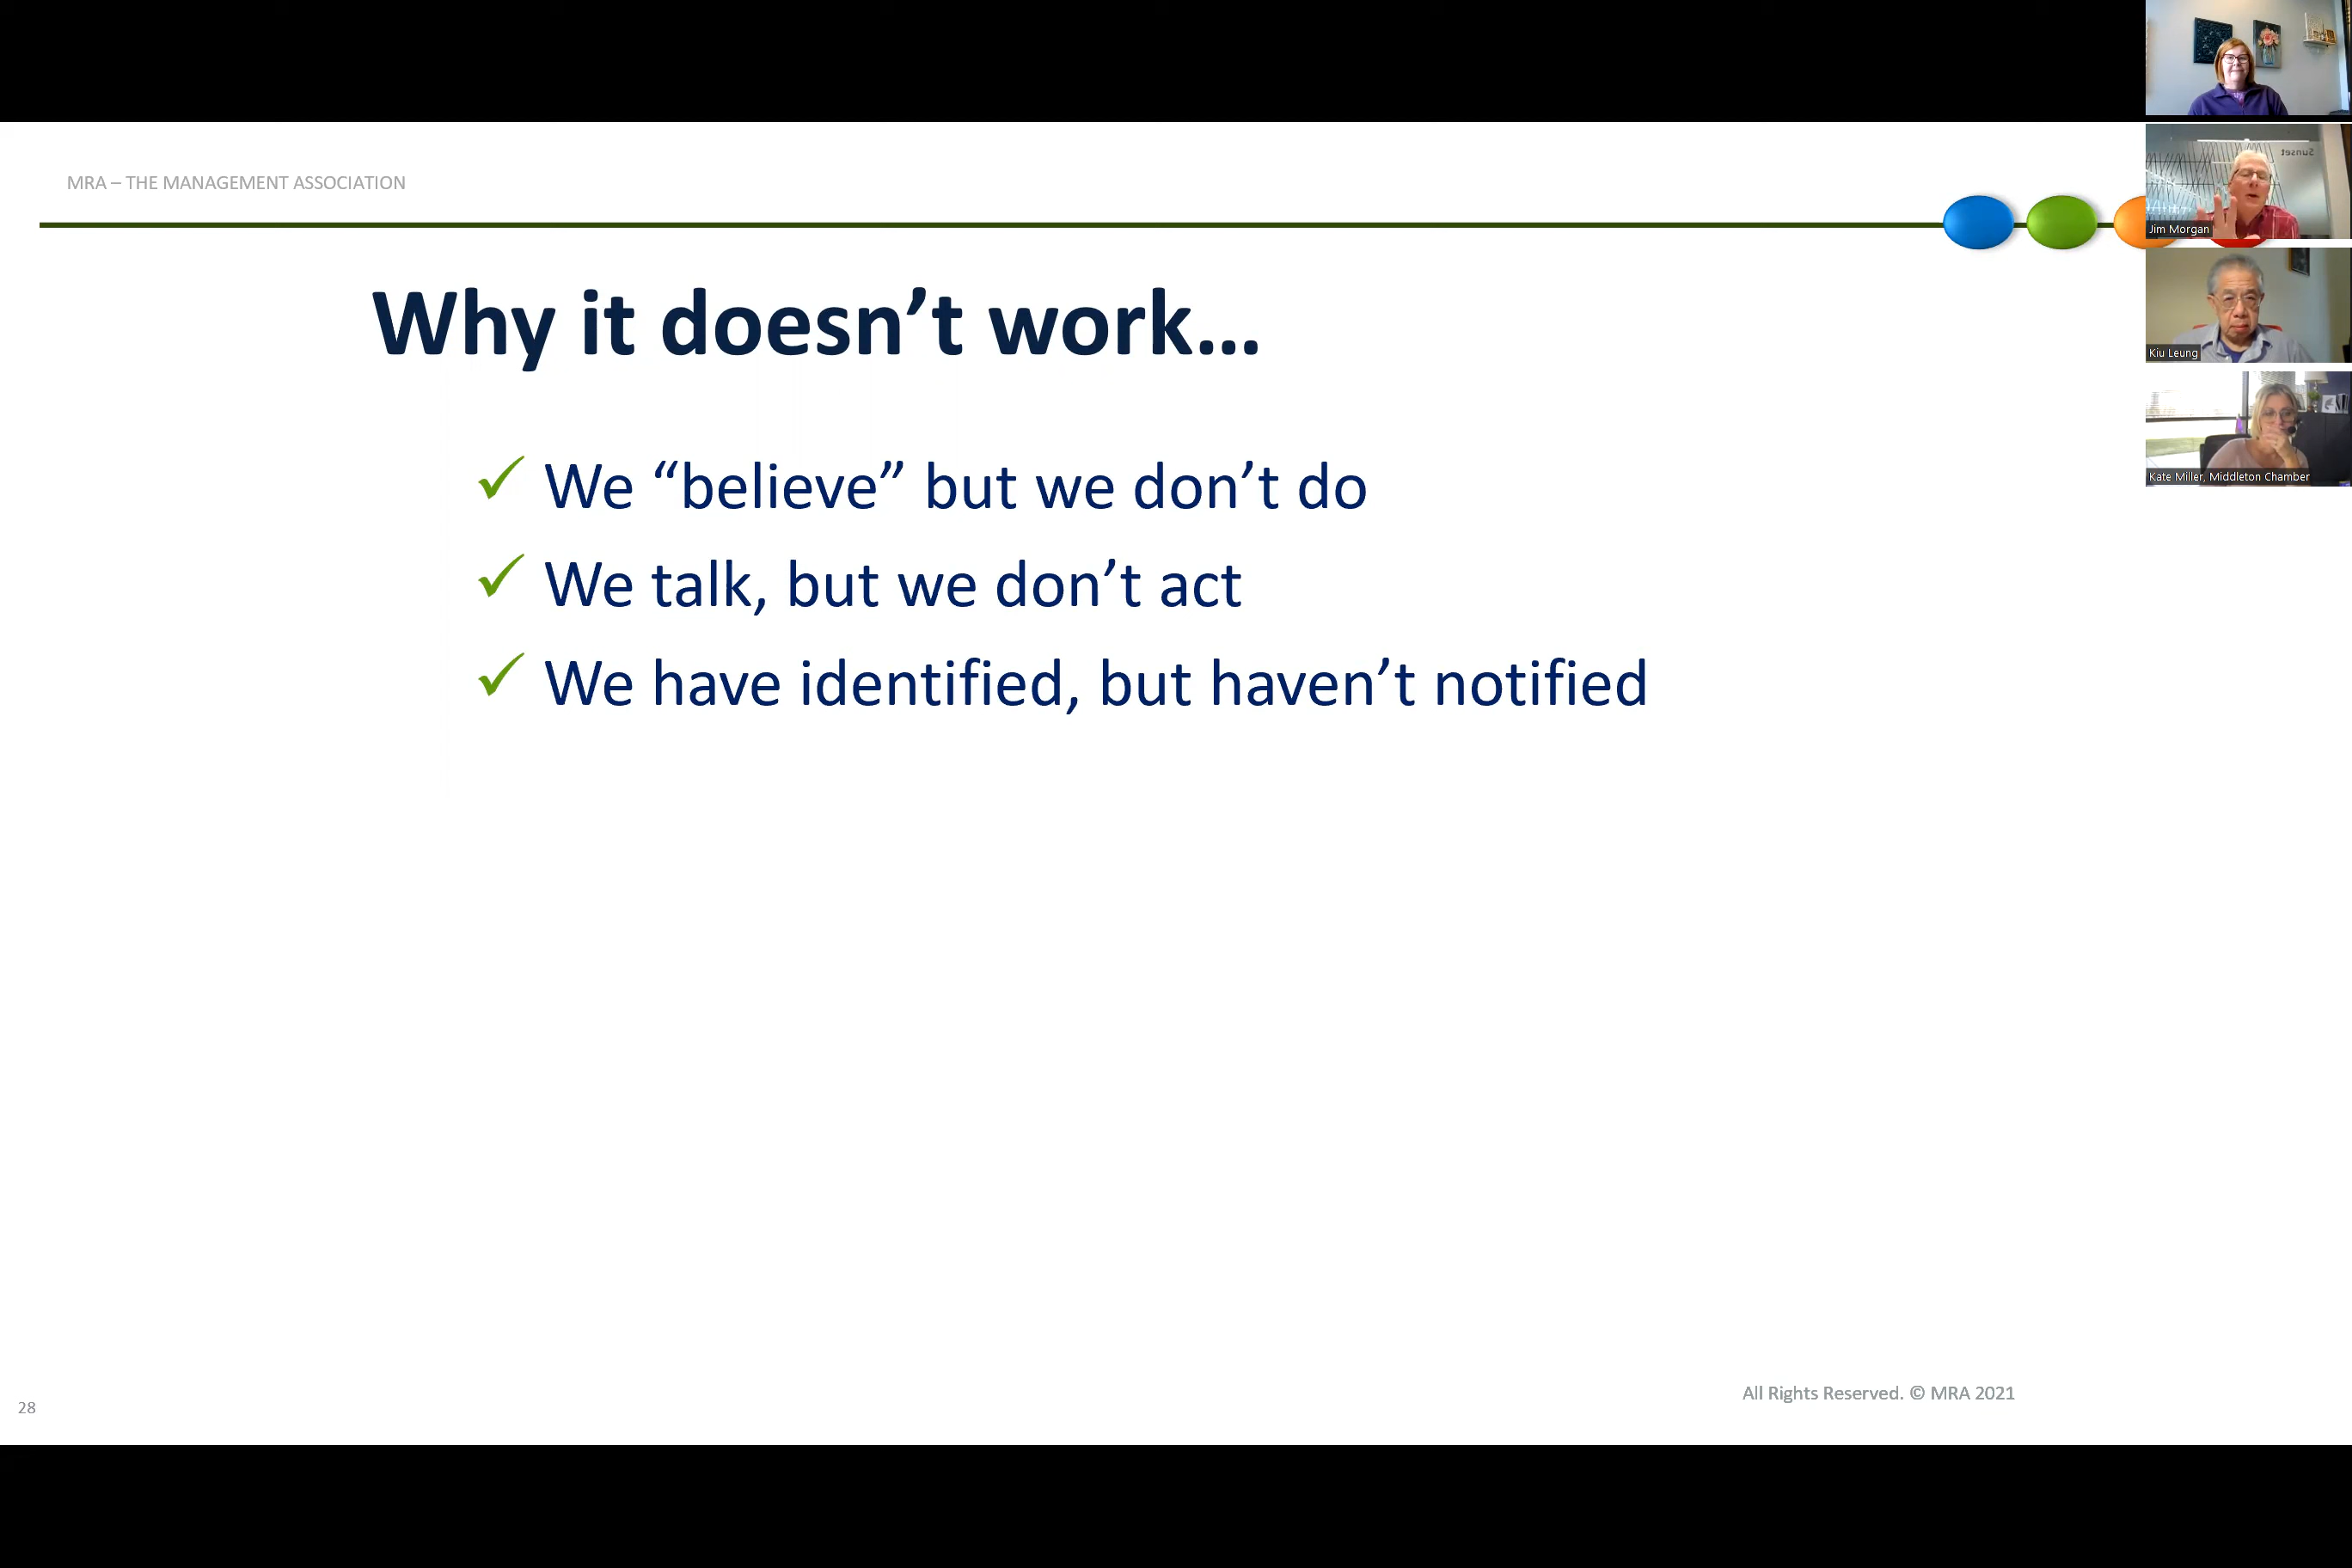 MRA – THE MANAGEMENT ASSOCIATION
Why it doesn’t work…
✓ We “believe” but we don’t do
✓ We talk, but we don’t act
✓ We have identified, but haven’t notified
28
All Rights Reserved. © MRA 2021
Sunset
Jim Morgan
Kiu Leung
Kate Miller, Middleton Chamber